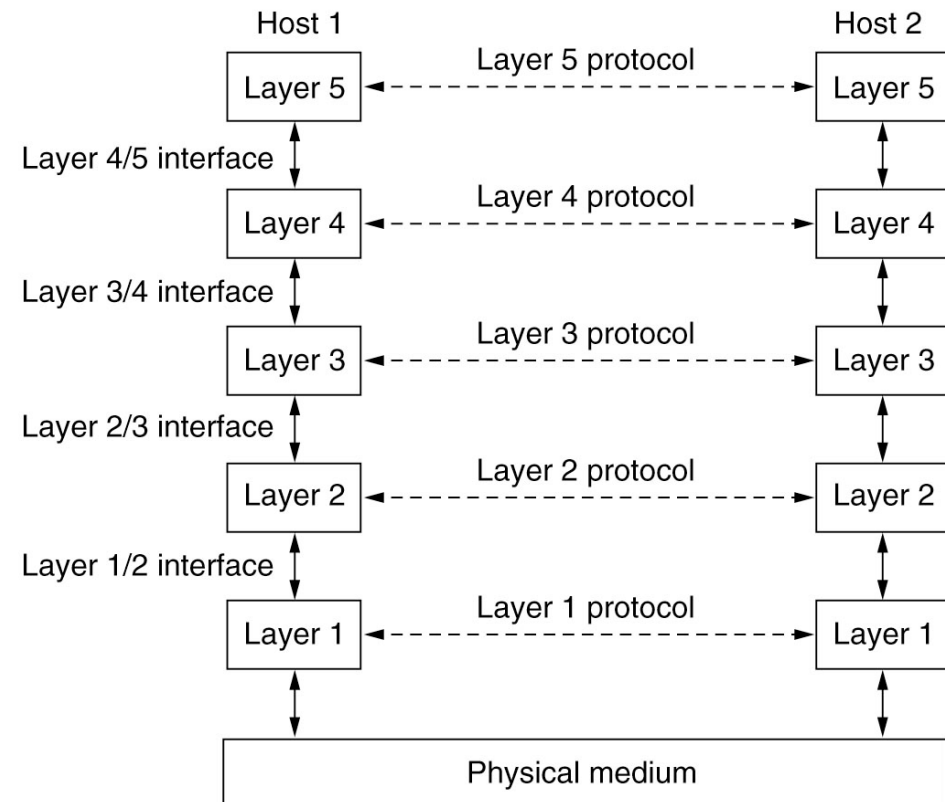 Host 1
Host 2
Layer 5 protocol
Layer 5
Layer 5
Layer 4/5 interface
Layer 4 protocol
Layer 4
Layer 4
Layer 3/4 interface
Layer 3 protocol
Layer 3
Layer 3
Layer 2/3 interface
Layer 2 protocol
Layer 2
Layer 2
Layer 1/2 interface
Layer 1 protocol
Layer 1
Layer 1
Physical medium